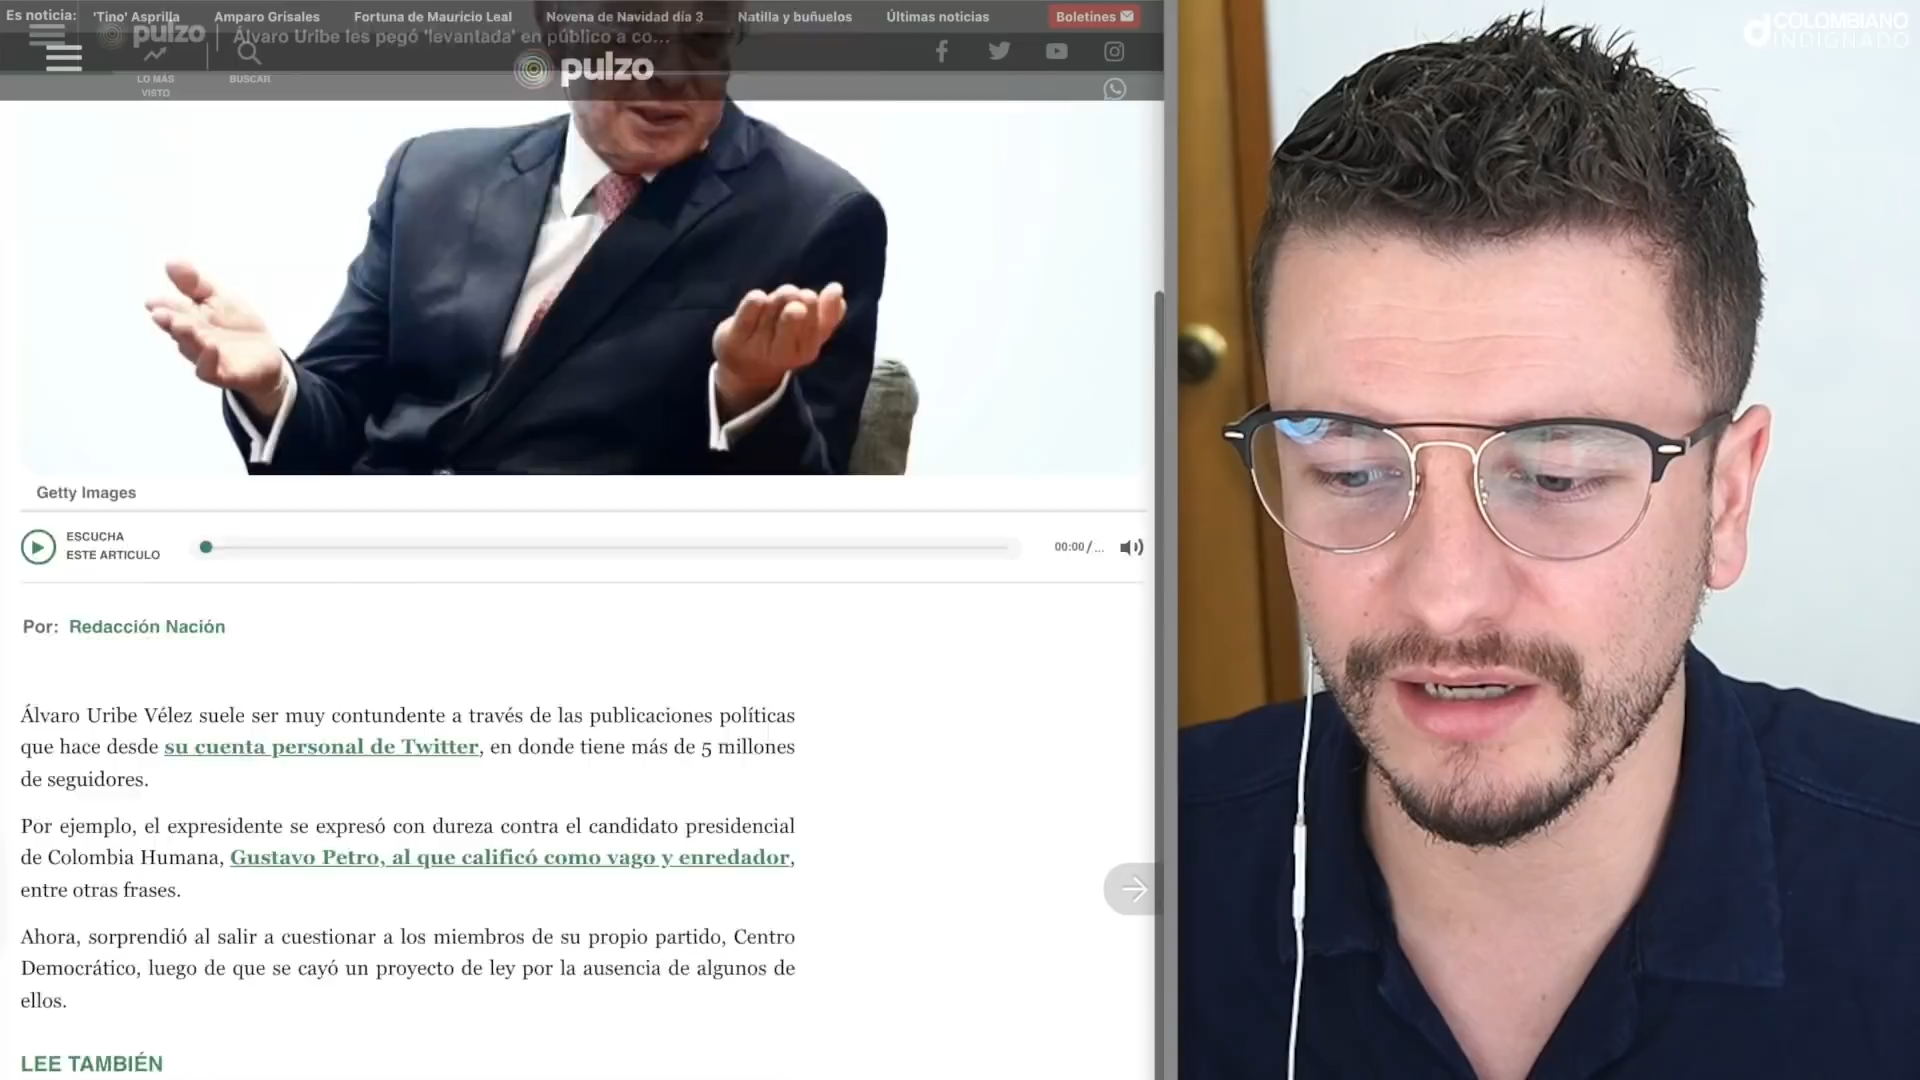 Es noticia: 'Tino' Asprilla Amparo Grisales Fortuna de Mauricio Leal Novena de Navidad día 3 Natilla y buñuelos Últimas noticias Boletines
pulzo Álvaro Uribe les pegó 'levantada' en público a co...
pulzo
LO MÁS
VISTO
BUSCAR
COLOMBIANO
INDIGNADO
Getty Images
ESCUCHA
ESTE ARTICULO
00:00 / ...
Por: Redacción Nación
Álvaro Uribe Vélez suele ser muy contundente a través de las publicaciones políticas
que hace desde su cuenta personal de Twitter, en donde tiene más de 5 millones
de seguidores.
Por ejemplo, el expresidente se expresó con dureza contra el candidato presidencial
de Colombia Humana, Gustavo Petro, al que calificó como vago y enredador,
entre otras frases.
Ahora, sorprendió al salir a cuestionar a los miembros de su propio partido, Centro
Democrático, luego de que se cayó un proyecto de ley por la ausencia de algunos de
ellos.
LEE TAMBIÉN